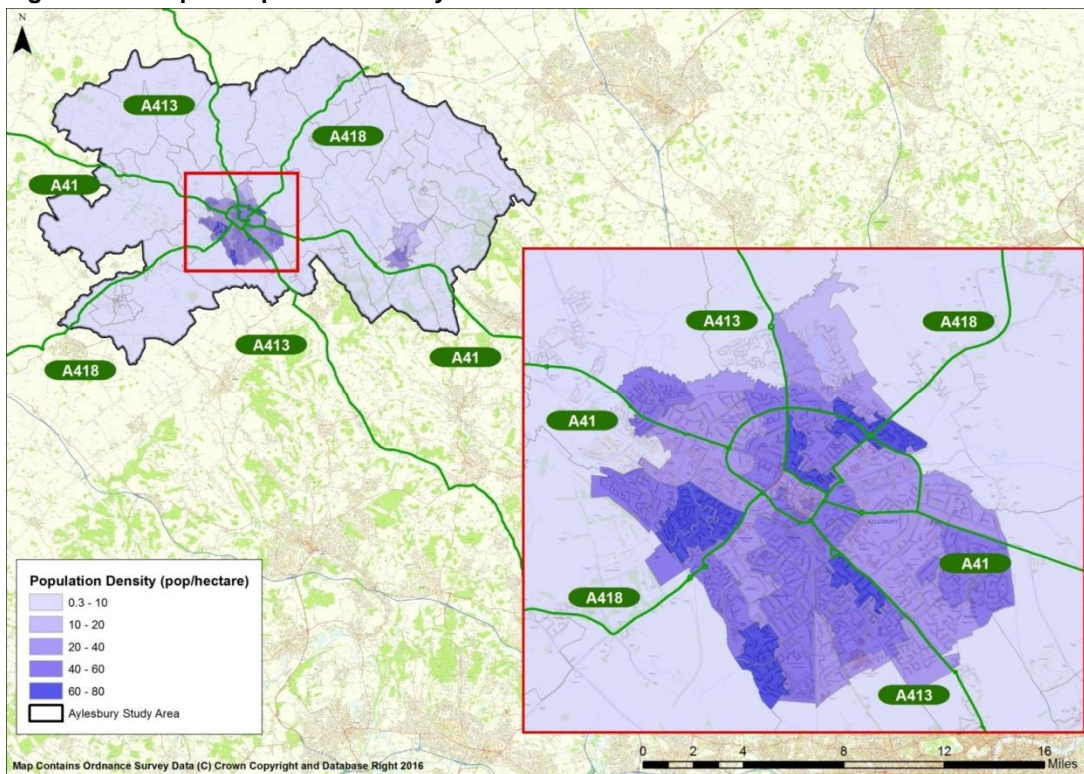 N
A413
A418
A41
A418
A413
A41
A413
A418
A41
AYLESBURY
A41
A418
A413
Population Density (pop/hectare)
0.3 - 10
10 - 20
20 - 40
40 - 60
60 - 80
Aylesbury Study Area
0 2 4 8 12 16
Miles
Map Contains Ordnance Survey Data (C) Crown Copyright and Database Right 2016